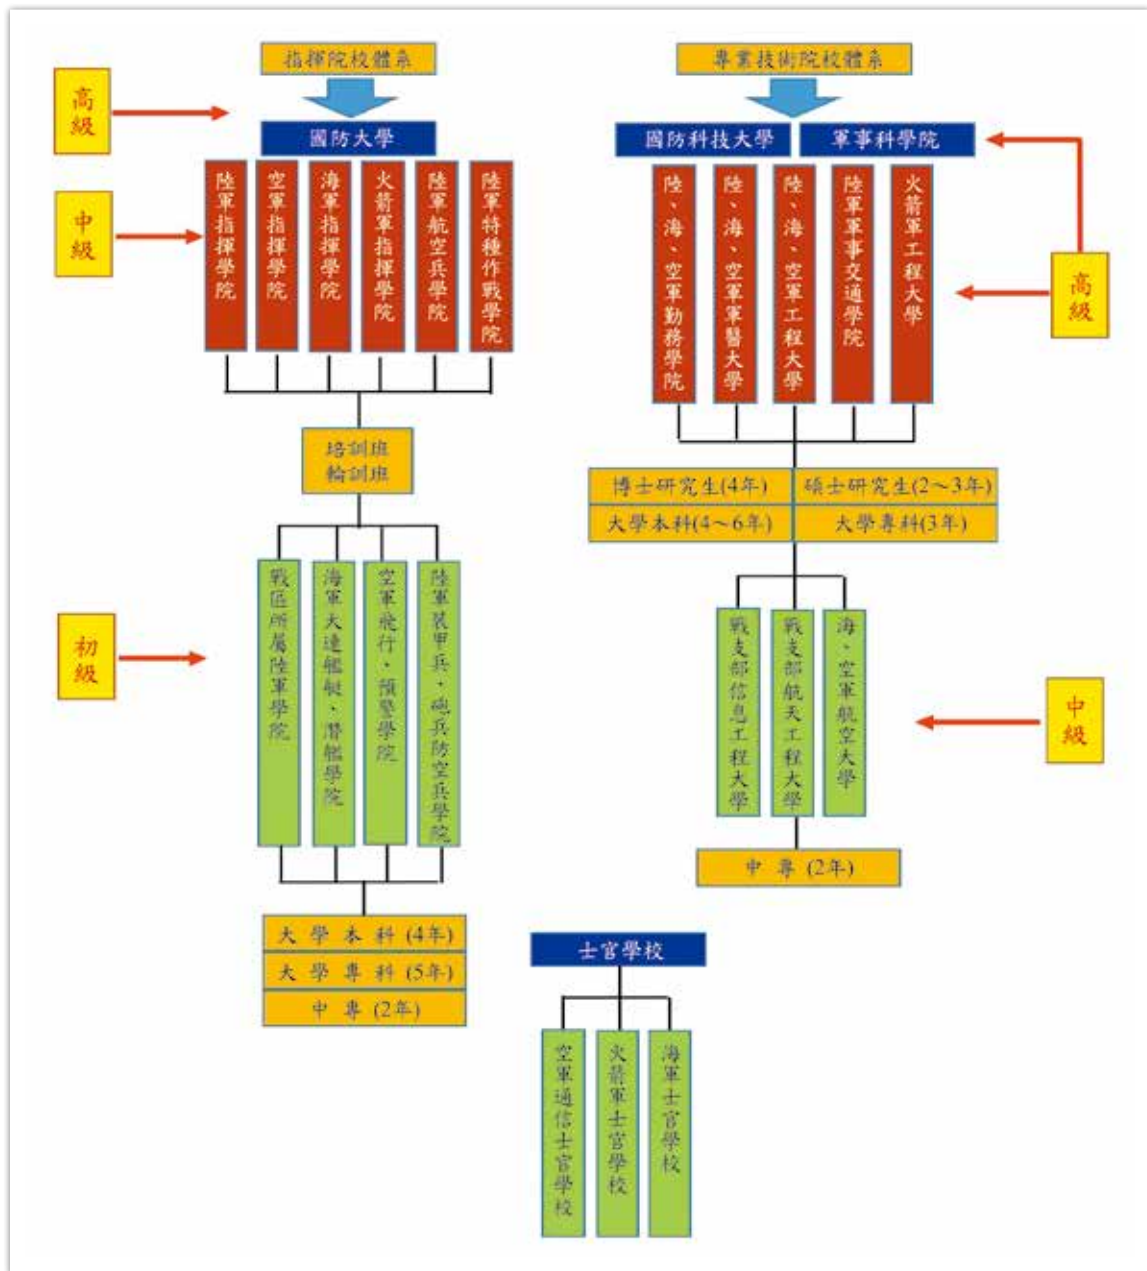 指揮院校體系
高級
國防大學
中級
陸軍指揮學院
空軍指揮學院
海軍指揮學院
火箭軍指揮學院
陸軍航空兵學院
陸軍特種作戰學院
培訓班
輪訓班
初級
戰區所屬陸軍學院
海軍大連艦艇、潛艦學院
空軍飛行、預警學院
陸軍裝甲兵、砲兵防空兵學院
大學本科(4年)
大學專科(5年)
中專(2年)
專業技術院校體系
國防科技大學
軍事科學院
高級
陸、海、空軍勤務學院
陸、海、空軍軍醫大學
陸、海、空軍工程大學
陸軍軍事交通學院
火箭軍工程大學
博士研究生(4年)
碩士研究生(2～3年)
大學本科(4～6年)
大學專科(3年)
戰支部信息工程大學
戰支部航天工程大學
海、空軍航空大學
中級
中專(2年)
士官學校
空軍通信士官學校
火箭軍士官學校
海軍士官學校